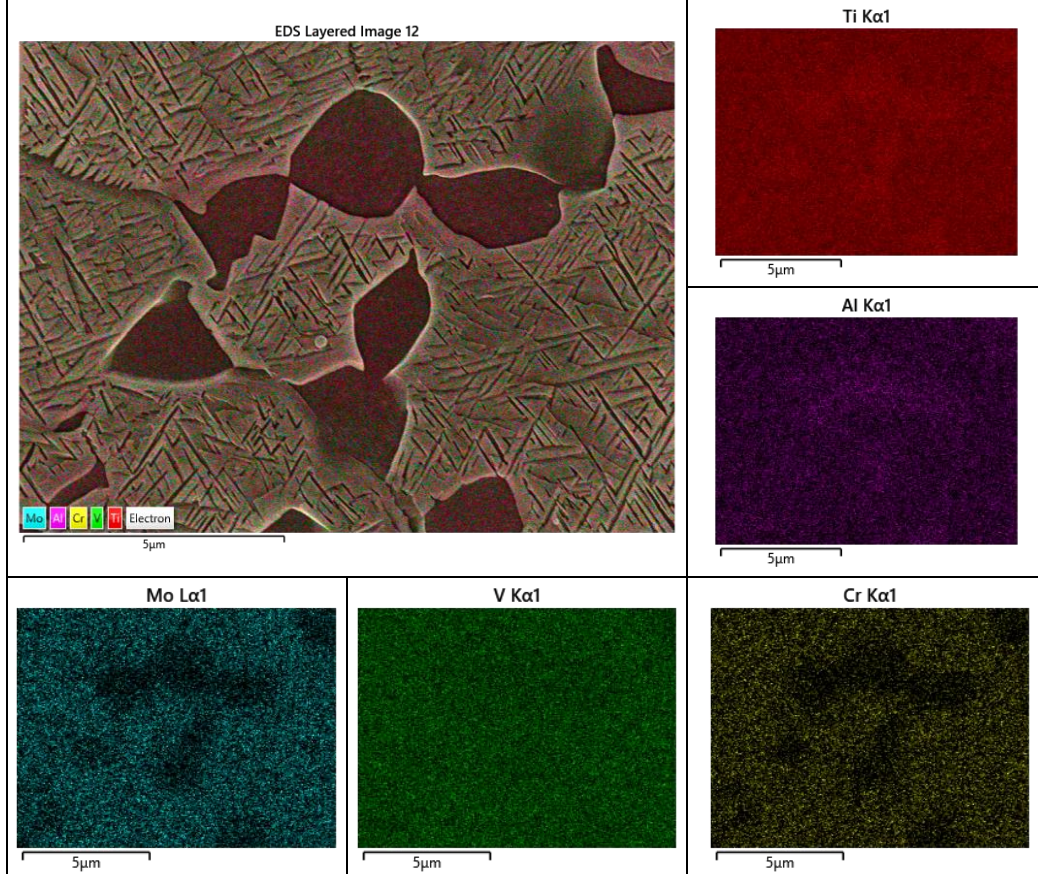 EDS Layered Image 12
Mo Al Cr V Ti Electron
5μm
Ti Kα1
5μm
Al Kα1
5μm
Mo Lα1
5μm
V Kα1
5μm
Cr Kα1
5μm